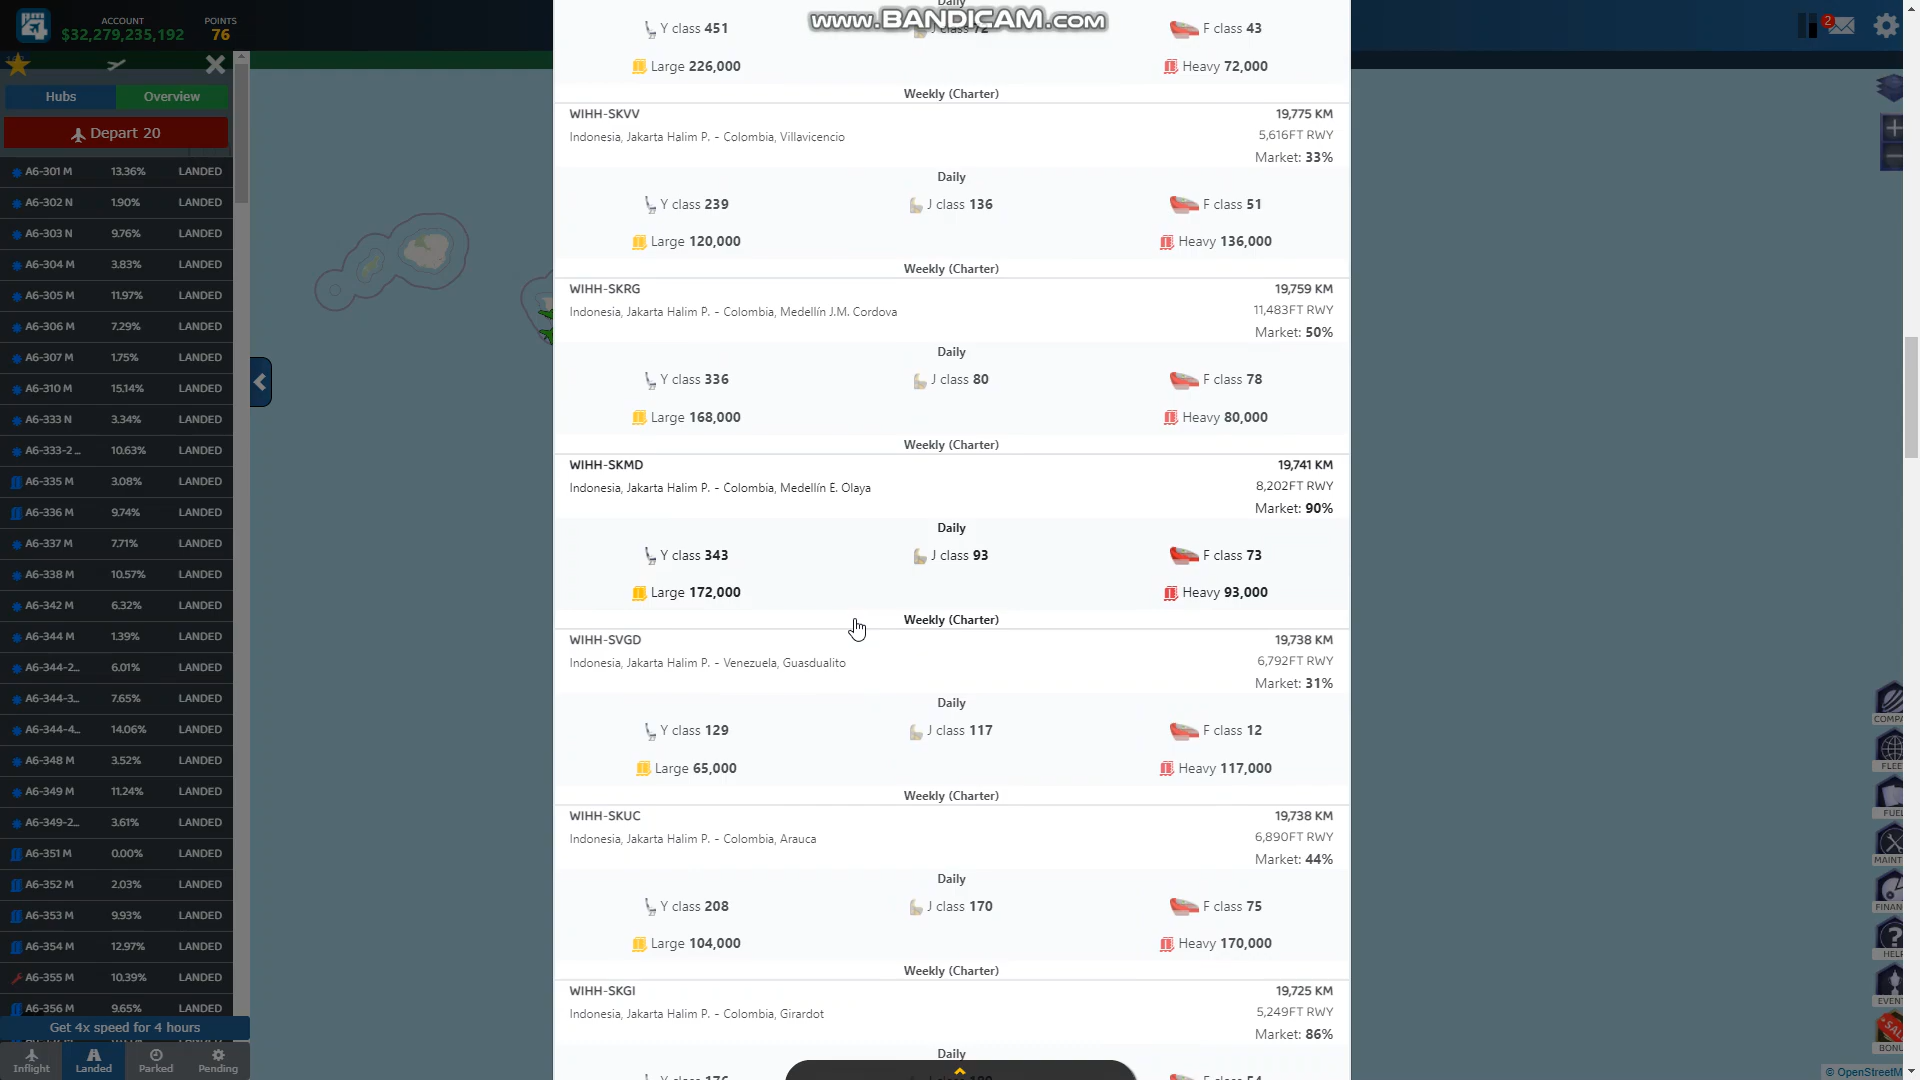 ACCOUNT
$32,279,235,192
POINTS
76
Hubs
Overview
Depart 20
A6-301 M 13.36% LANDED
A6-302 N 1.90% LANDED
A6-303 N 9.76% LANDED
A6-304 M 3.83% LANDED
A6-305 M 11.97% LANDED
A6-306 M 7.29% LANDED
A6-307 M 1.75% LANDED
A6-310 M 15.14% LANDED
A6-333 N 3.34% LANDED
A6-333-2 ... 10.63% LANDED
A6-335 M 3.08% LANDED
A6-336 M 9.74% LANDED
A6-337 M 7.71% LANDED
A6-338 M 10.57% LANDED
A6-342 M 6.32% LANDED
A6-344 M 1.39% LANDED
A6-344-2... 6.01% LANDED
A6-344-3... 7.65% LANDED
A6-344-4... 14.06% LANDED
A6-348 M 3.52% LANDED
A6-349 M 11.24% LANDED
A6-349-2... 3.61% LANDED
A6-351 M 0.00% LANDED
A6-352 M 2.03% LANDED
A6-353 M 9.93% LANDED
A6-354 M 12.97% LANDED
A6-355 M 10.39% LANDED
A6-356 M 9.65% LANDED
Get 4x speed for 4 hours
Inflight
Landed
Parked
Pending
www.BANDICAM.com
Daily
Y class 451
J class 72
F class 43
Large 226,000
Heavy 72,000
Weekly (Charter)
WIHH-SKVV
19,775 KM
Indonesia, Jakarta Halim P. - Colombia, Villavicencio
5,616FT RWY
Market: 33%
Daily
Y class 239
J class 136
F class 51
Large 120,000
Heavy 136,000
Weekly (Charter)
WIHH-SKRG
19,759 KM
Indonesia, Jakarta Halim P. - Colombia, Medellín J.M. Cordova
11,483FT RWY
Market: 50%
Daily
Y class 336
J class 80
F class 78
Large 168,000
Heavy 80,000
Weekly (Charter)
WIHH-SKMD
19,741 KM
Indonesia, Jakarta Halim P. - Colombia, Medellín E. Olaya
8,202FT RWY
Market: 90%
Daily
Y class 343
J class 93
F class 73
Large 172,000
Heavy 93,000
Weekly (Charter)
WIHH-SVGD
19,738 KM
Indonesia, Jakarta Halim P. - Venezuela, Guasdualito
6,792FT RWY
Market: 31%
Daily
Y class 129
J class 117
F class 12
Large 65,000
Heavy 117,000
Weekly (Charter)
WIHH-SKUC
19,738 KM
Indonesia, Jakarta Halim P. - Colombia, Arauca
6,890FT RWY
Market: 44%
Daily
Y class 208
J class 170
F class 75
Large 104,000
Heavy 170,000
Weekly (Charter)
WIHH-SKGI
19,725 KM
Indonesia, Jakarta Halim P. - Colombia, Girardot
5,249FT RWY
Market: 86%
Daily
2
COMPA
FLEE
FUEL
MAINT
FINAN
HELP
EVENT
SALE
BONU
© OpenStreetM